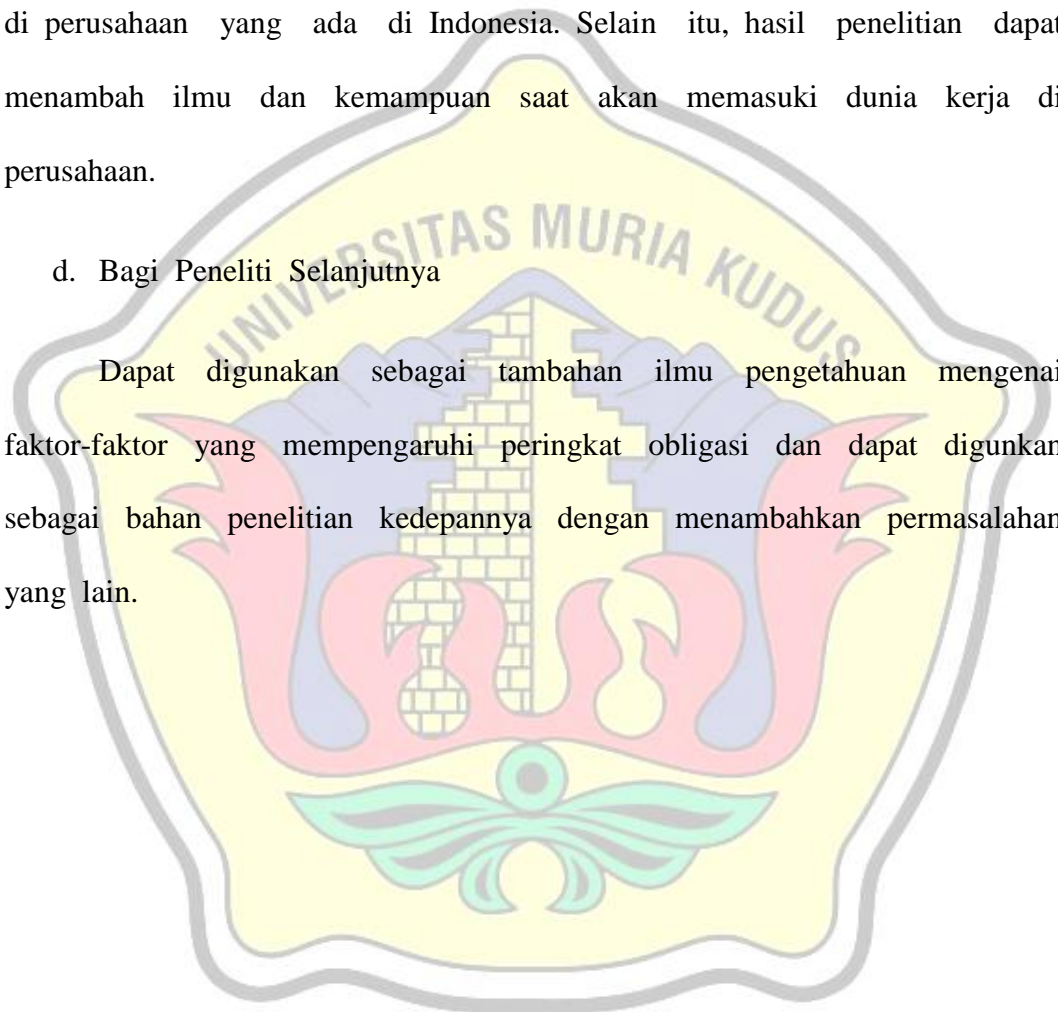 di perusahaan yang ada di Indonesia. Selain itu, hasil penelitian dapat
menambah ilmu dan kemampuan saat akan memasuki dunia kerja di
perusahaan.
UNIVERSITAS MURIA KUDUS
d. Bagi Peneliti Selanjutnya
Dapat digunakan sebagai tambahan ilmu pengetahuan mengenai
faktor-faktor yang mempengaruhi peringkat obligasi dan dapat digunkan
sebagai bahan penelitian kedepannya dengan menambahkan permasalahan
yang lain.